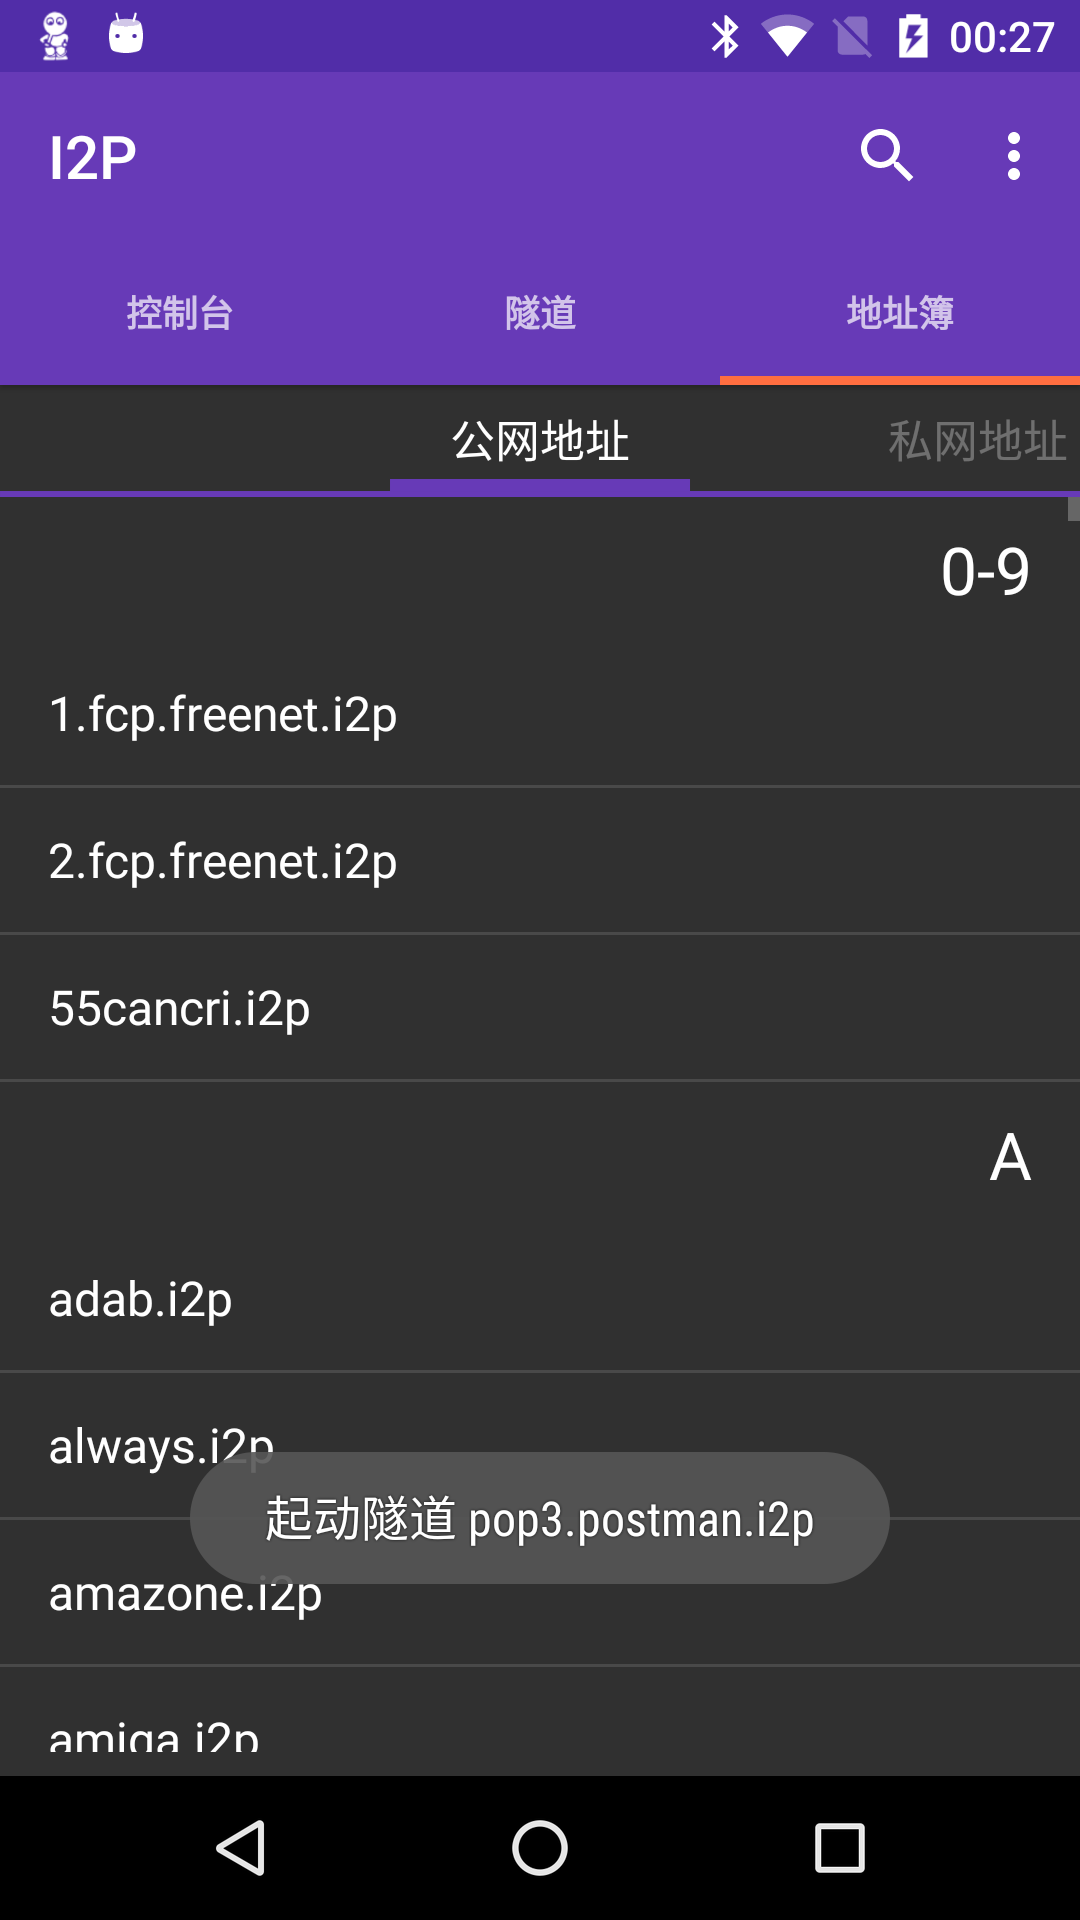 00:27
I2P
控制台 隧道 地址簿
公网地址 私网地址
0-9
1.fcp.freenet.i2p
2.fcp.freenet.i2p
55cancri.i2p
A
adab.i2p
always.i2p
起动隧道 pop3.postman.i2p
amazone.i2p
amiga.i2p